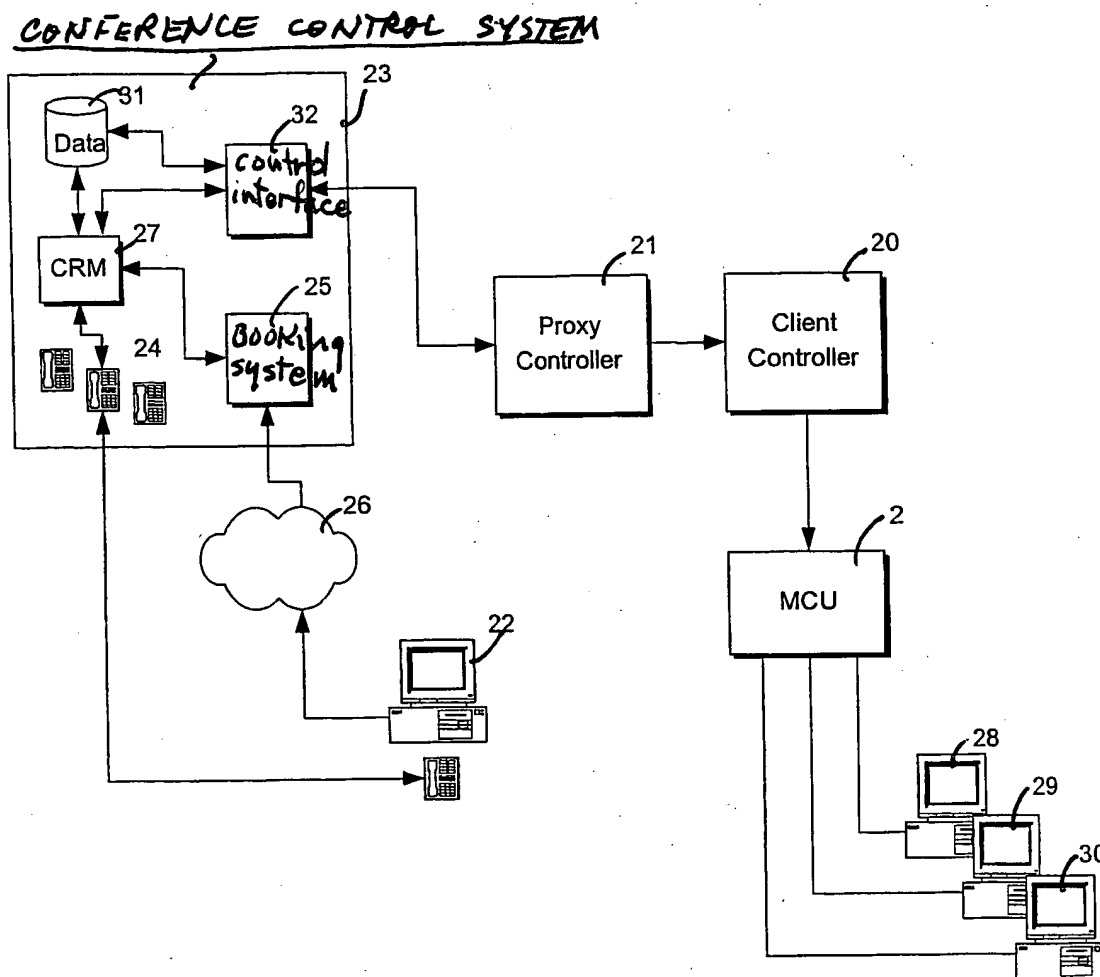 CONFERENCE CONTROL SYSTEM
23
31
Data
32
control
interface
27
CRM
25
Booking
system
24
21
Proxy
Controller
20
Client
Controller
26
2
MCU
22
28
29
30